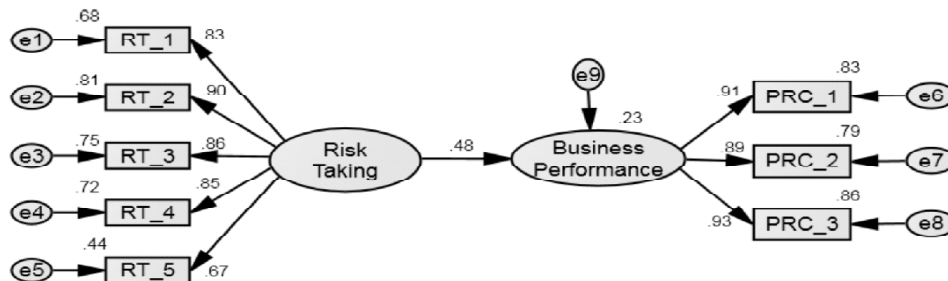 .68
e1 RT_1 .83
.81
e2 RT_2 .90
.75
e3 RT_3 .86
.72
e4 RT_4 .85
.44
e5 RT_5 .67
Risk
Taking
.48
e9
.23
Business
Performance
.83
.91 PRC_1 e6
.79
.89 PRC_2 e7
.86
.93 PRC_3 e8